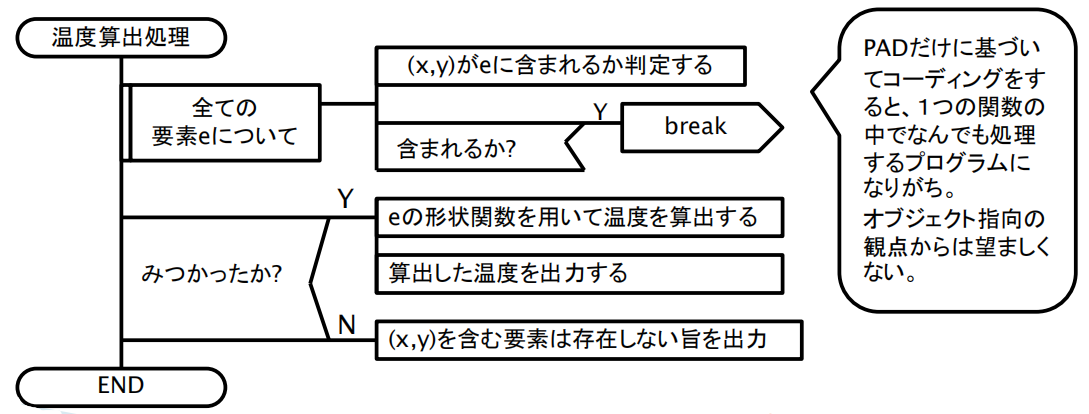 温度算出処理
全ての
要素eについて
(x,y)がeに含まれるか判定する
含まれるか?
Y
break
みつかったか?
Y
eの形状関数を用いて温度を算出する
算出した温度を出力する
N
(x,y)を含む要素は存在しない旨を出力
END
PADだけに基づい
てコーディングをす
ると、1つの関数の
中でなんでも処理
するプログラムに
なりがち。
オブジェクト指向の
観点からは望ましく
ない。